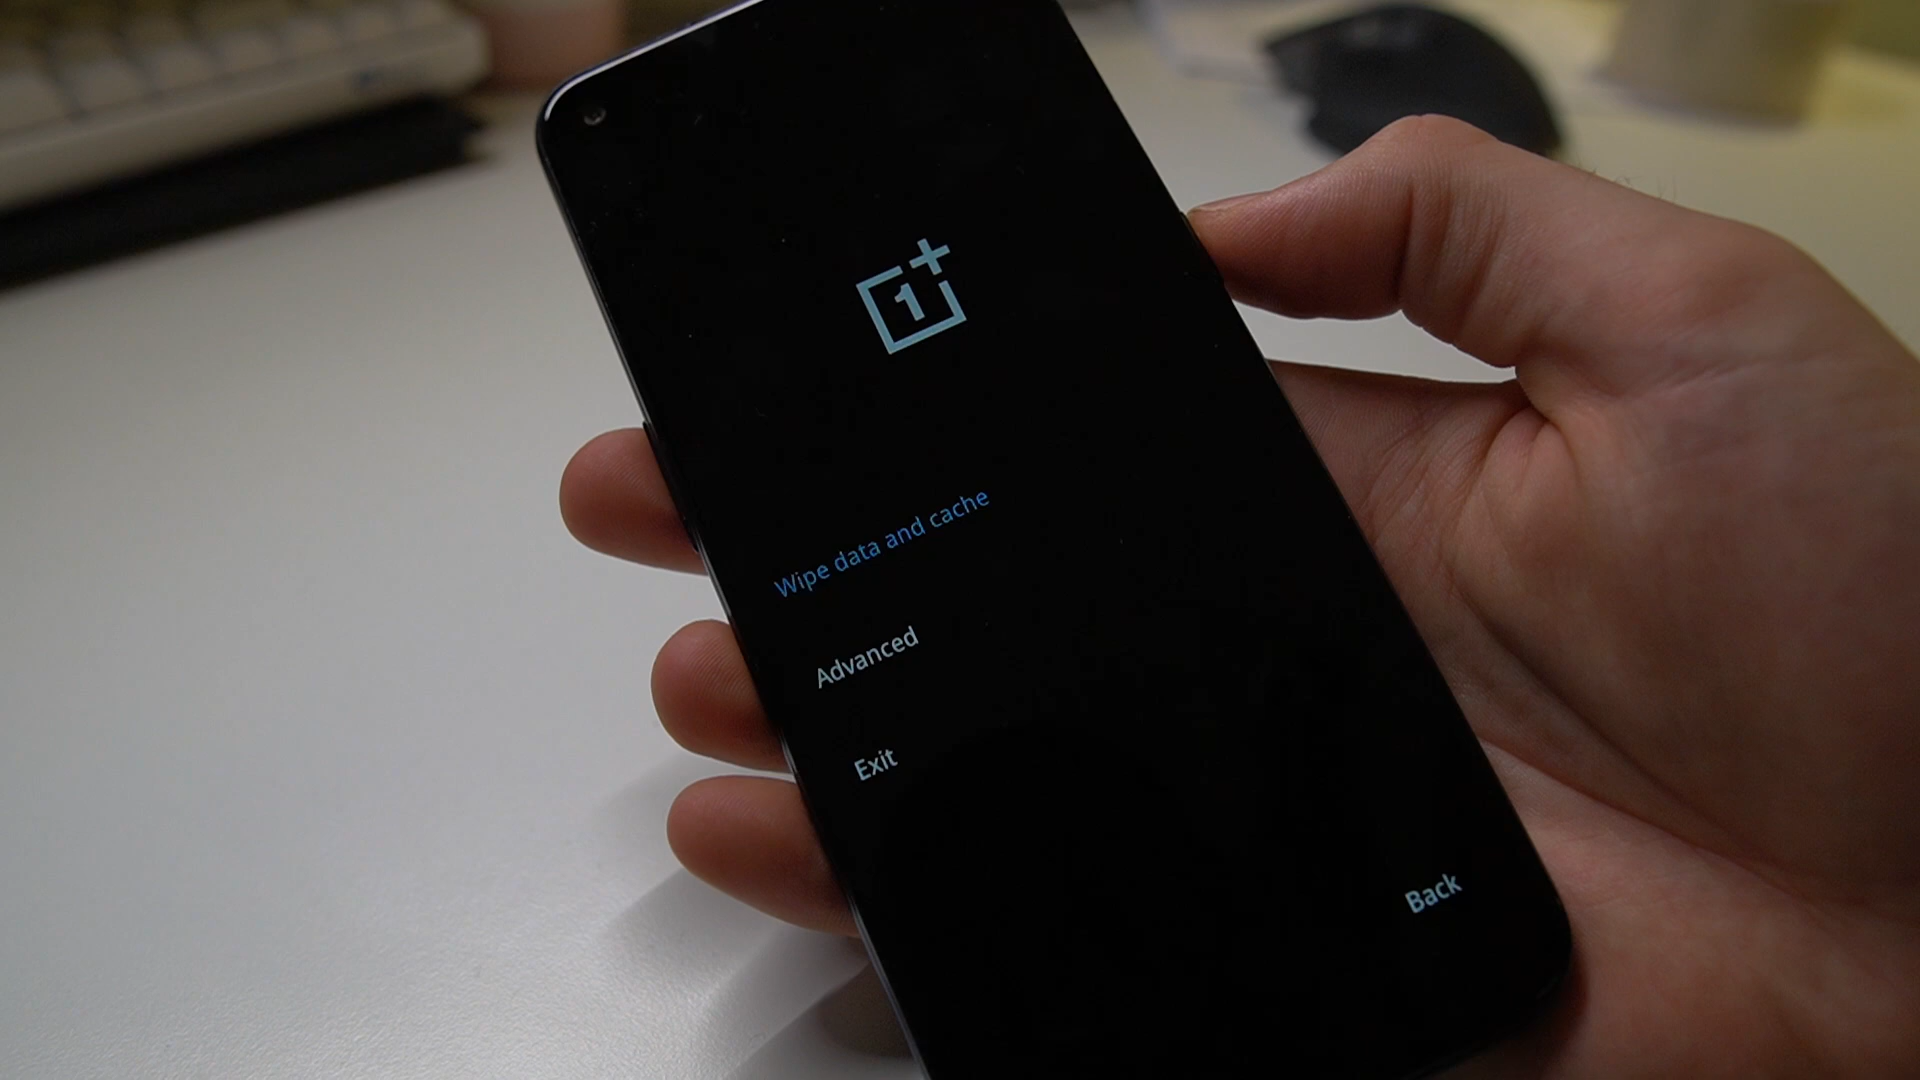 1+
Wipe data and cache
Advanced
Exit
Back